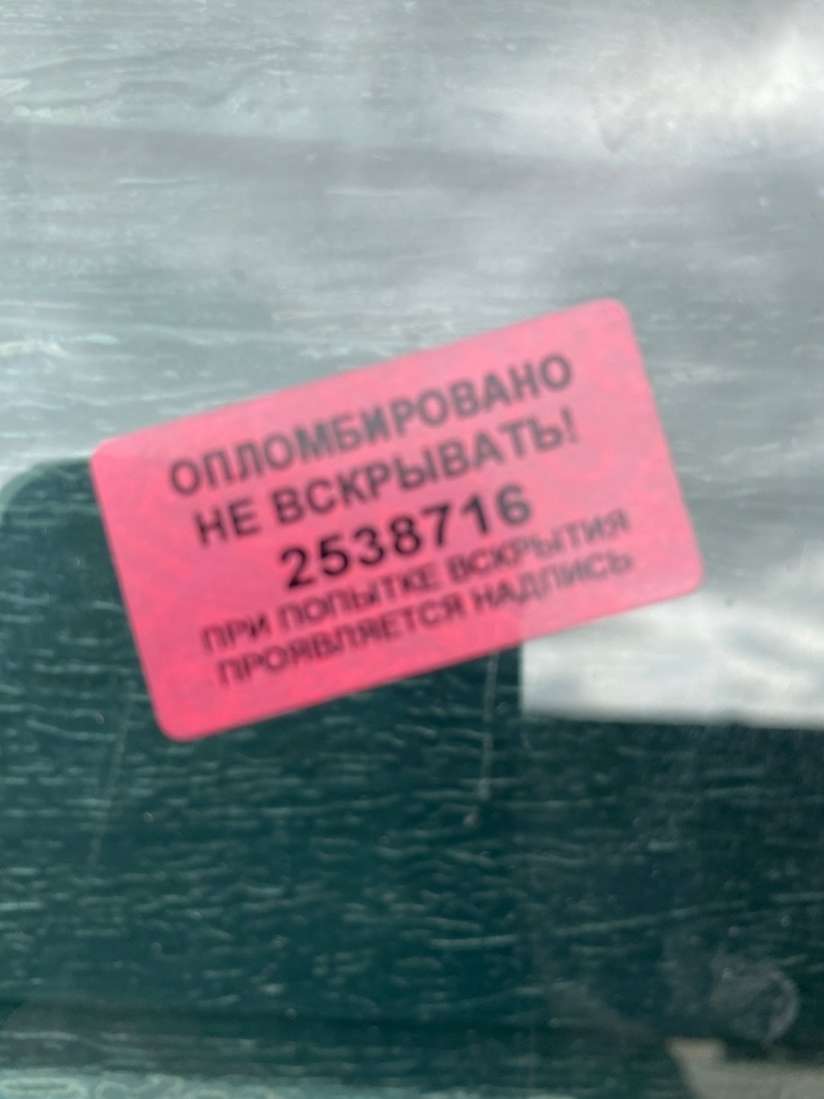 ОПЛОМБИРОВАНО
НЕ ВСКРЫВАТЬ!
2538716
ПРИ ПОПЫТКЕ ВСКРЫТИЯ
ПРОЯВЛЯЕТСЯ НАДПИСЬ